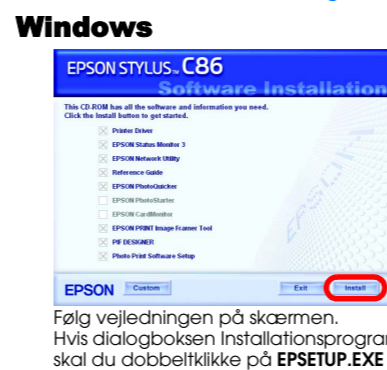 Windows
EPSON STYLUS™ C86
Software Installation
This CD-ROM has all the software and information you need.
Click the Install button to get started.
Printer Driver
EPSON Status Monitor 3
EPSON Network Utility
Reference Guide
EPSON PhotoQuicker
EPSON PhotoStarter
EPSON CardMonitor
EPSON PRINT Image Framer Tool
PIF DESIGNER
Photo Print Software Setup
EPSON Custom Exit Install
Følg vejledningen på skærmen.
Hvis dialogboksen Installationsprogram
skal du dobbeltklikke på EPSETUP.EXE